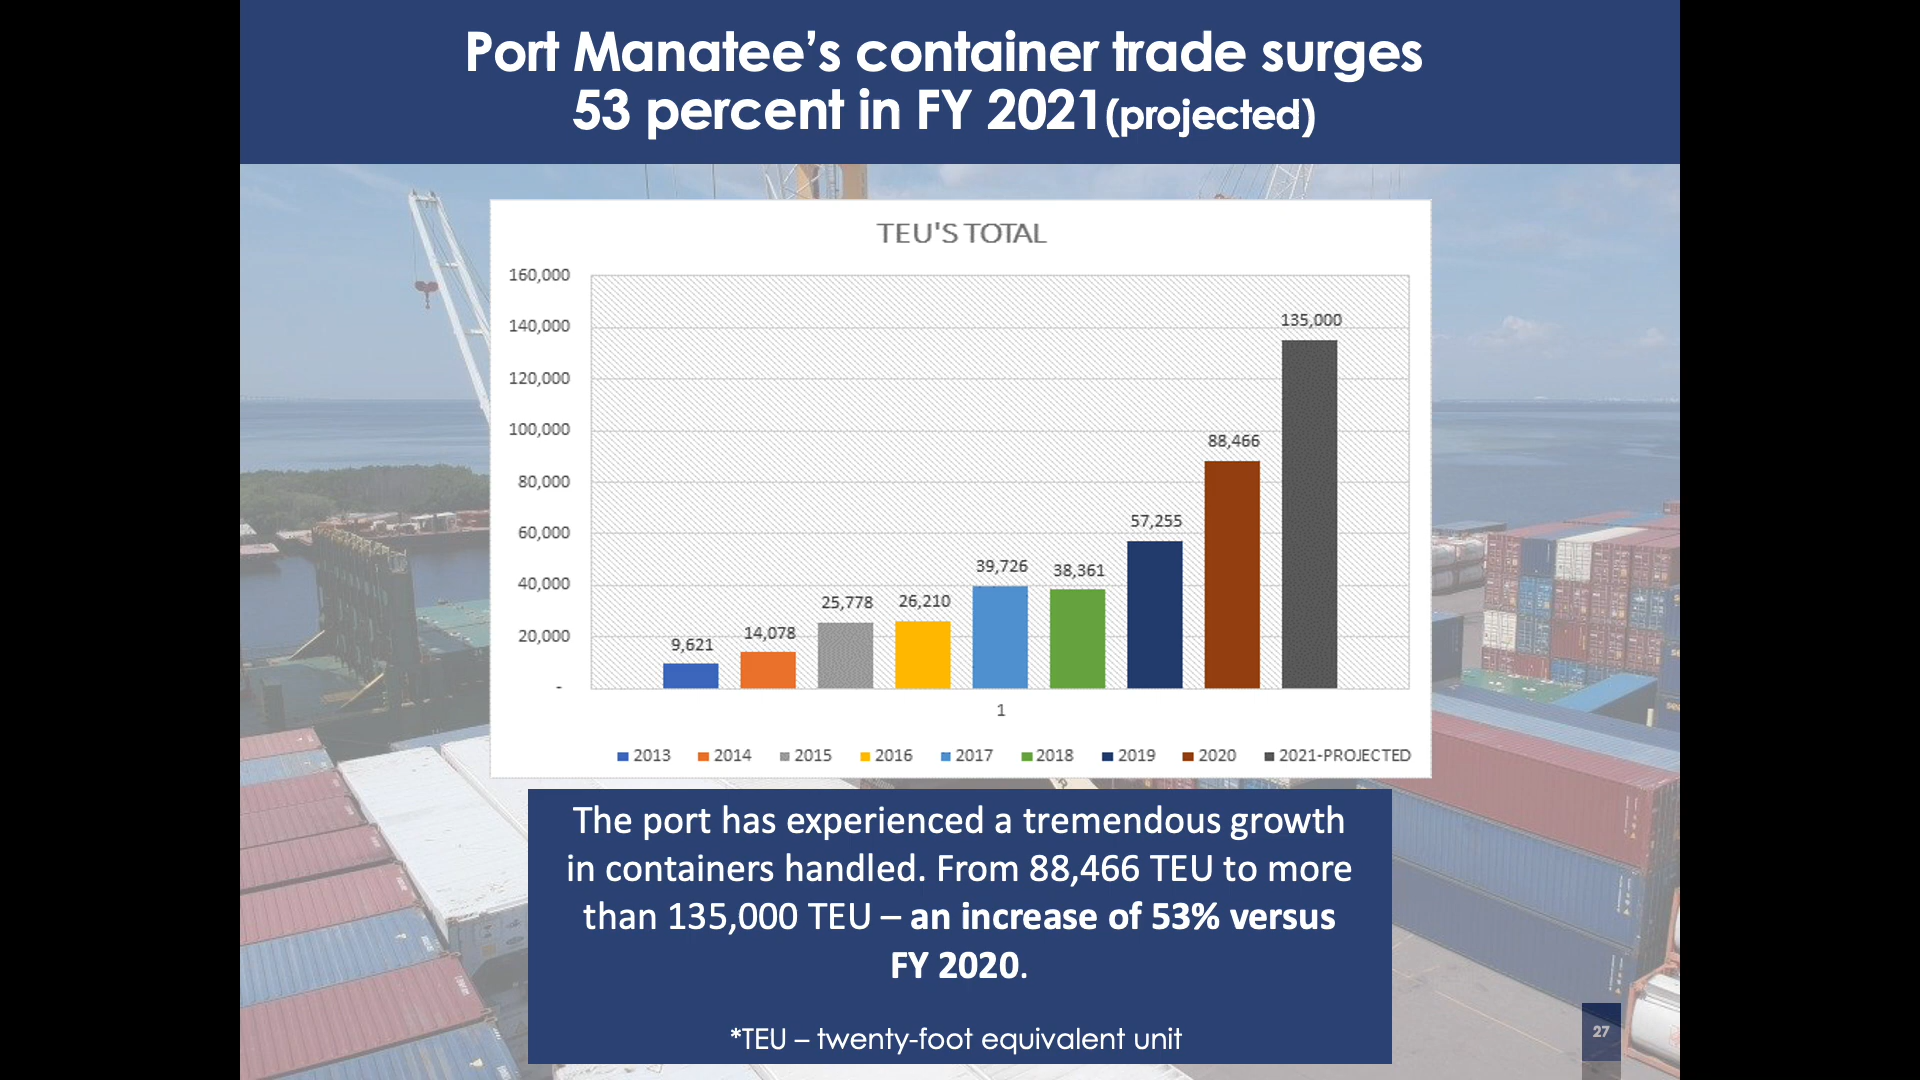 Port Manatee’s container trade surges
53 percent in FY 2021(projected)
TEU'S TOTAL
160,000
140,000
120,000
100,000
80,000
60,000
40,000
20,000
-
9,621
14,078
25,778
26,210
39,726
38,361
57,255
88,466
135,000
1
2013 2014 2015 2016 2017 2018 2019 2020 2021-PROJECTED
The port has experienced a tremendous growth
in containers handled. From 88,466 TEU to more
than 135,000 TEU – an increase of 53% versus
FY 2020.
*TEU – twenty-foot equivalent unit
27